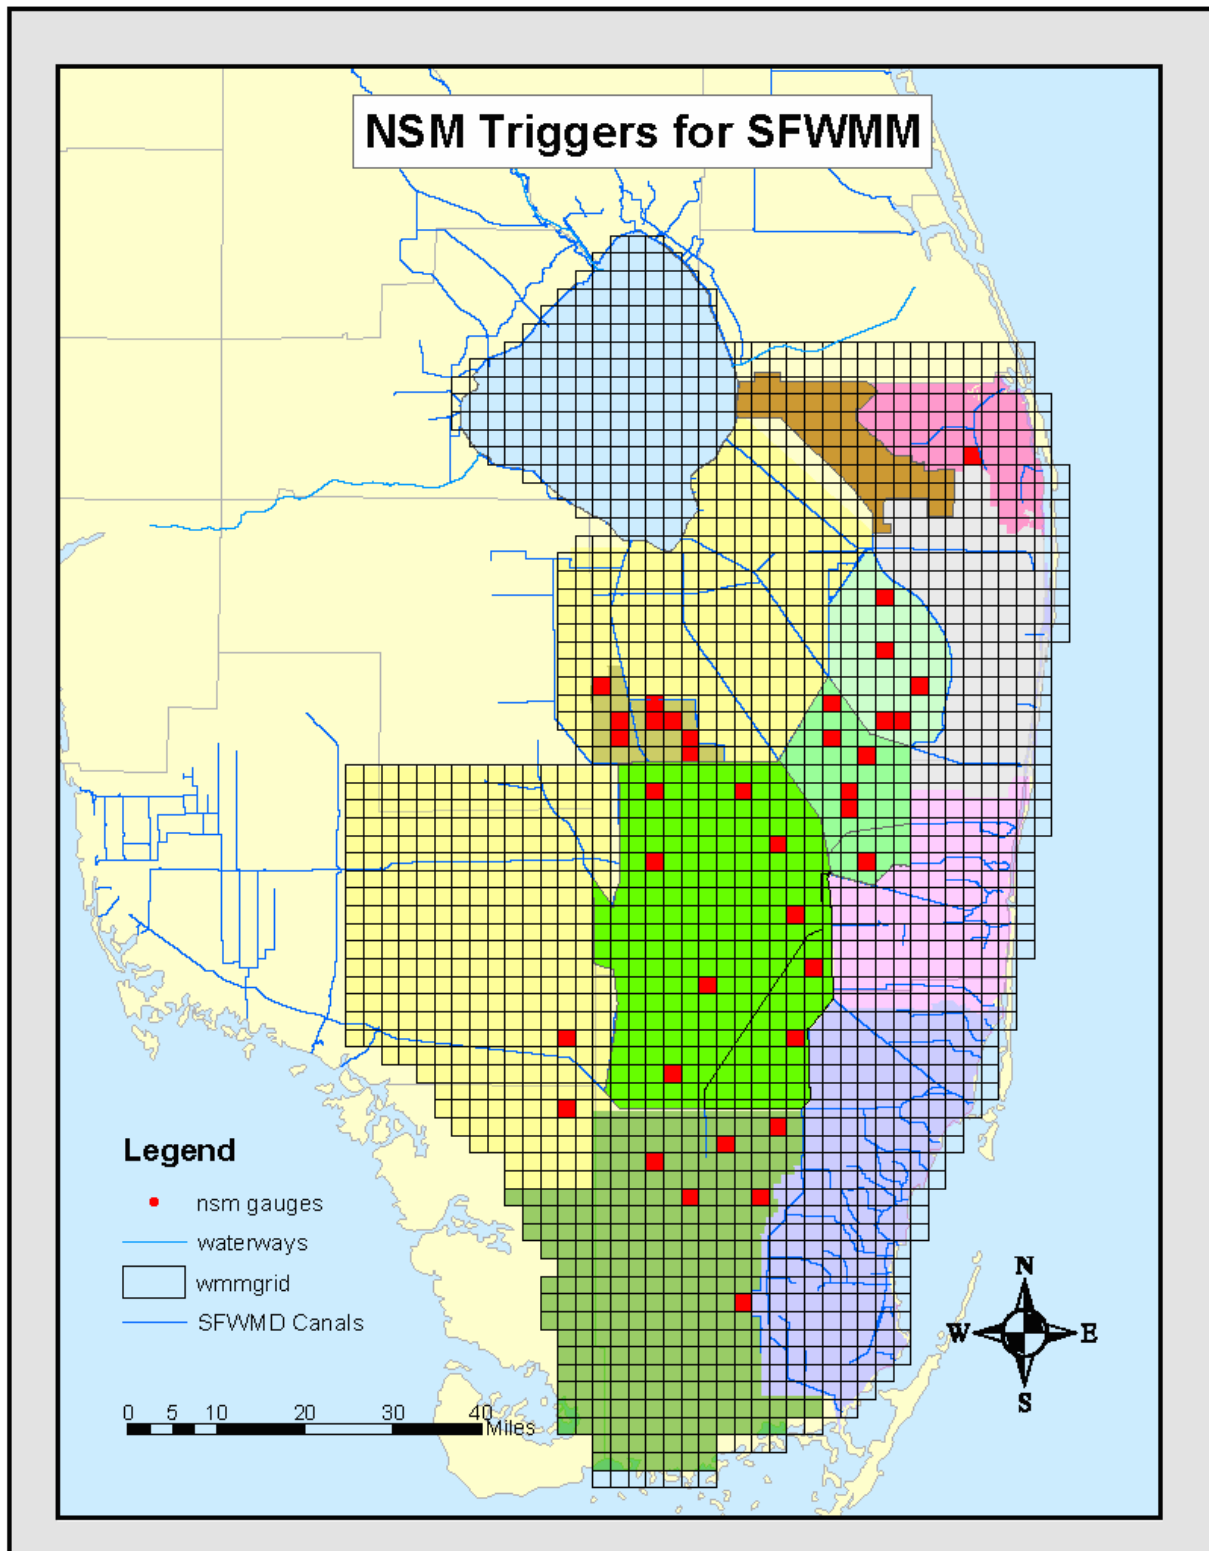 NSM Triggers for SFWMM
Legend
nsm gauges
waterways
wmmgrid
SFWMD Canals
0 5 10 20 30 40
Miles
N
W E
S